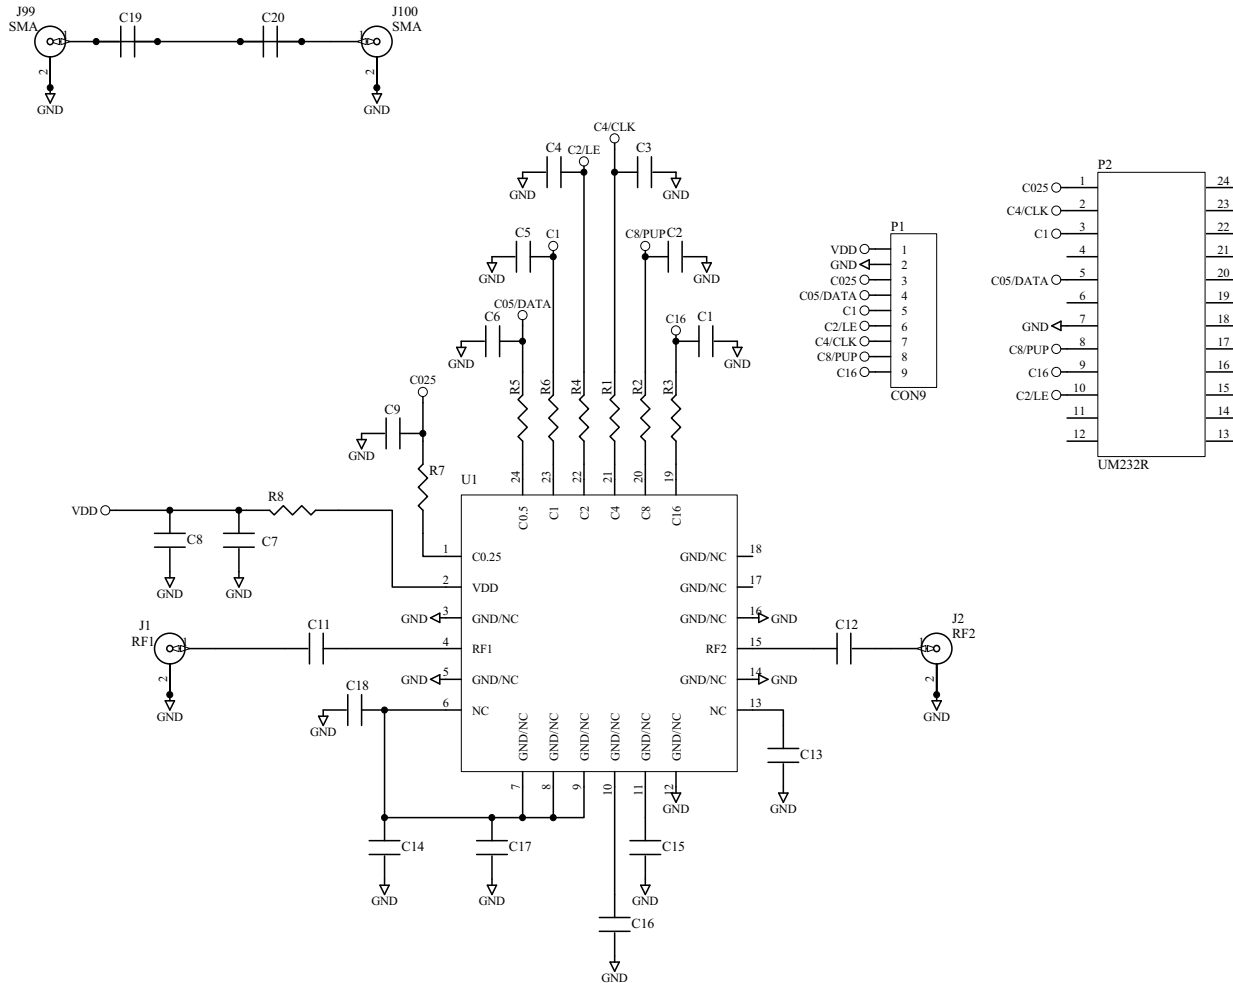 J99
SMA
C19
C20
J100
SMA
1
1
2
2
GND
GND
C4/CLK
C4
C2/LE
C3
GND
GND
C5
C1
C8/PUP
C2
GND
GND
C05/DATA
C6
C16
C1
GND
GND
C025
C9
GND
R5
R6
R4
R1
R2
R3
R7
U1
24
23
22
21
20
19
C0.5
C1
C2
C4
C8
C16
VDD
R8
C8
C7
GND
GND
1
C0.25
2
VDD
GND
3
GND/NC
4
RF1
GND
5
GND/NC
6
NC
GND/NC
18
GND/NC
17
GND/NC
16
GND
RF2
15
GND/NC
14
GND
NC
13
J1
RF1
1
2
GND
C11
C12
J2
RF2
1
2
GND
C18
GND
C13
GND
GND/NC
GND/NC
GND/NC
GND/NC
GND/NC
GND/NC
7
8
9
10
11
12
GND
C14
GND
C17
GND
C15
GND
C16
GND
P1
VDD
1
GND
2
C025
3
C05/DATA
4
C1
5
C2/LE
6
C4/CLK
7
C8/PUP
8
C16
9
CON9
P2
C025
1
24
C4/CLK
2
23
C1
3
22
4
21
C05/DATA
5
20
6
19
GND
7
18
C8/PUP
8
17
C16
9
16
C2/LE
10
15
11
14
12
13
UM232R